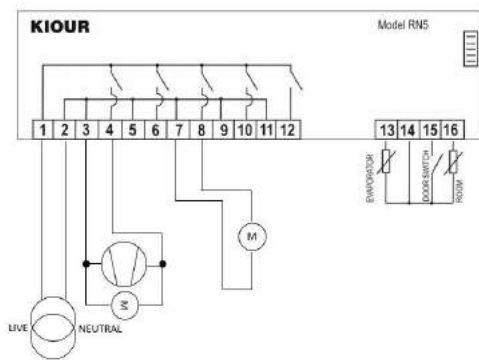 KIOUR
Model RN5
1 2 3 4 5 6 7 8 9 10 11 12
13 14 15 16
EVAPORATOR
DOOR SWITCH
ROOM
M
M
LIVE
NEUTRAL